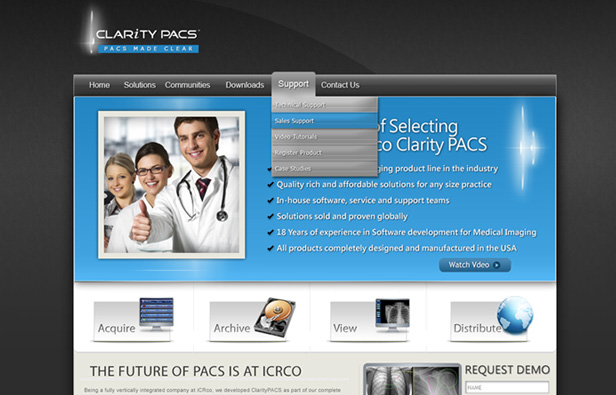 CLARiTY PACS
PACS MADE CLEAR
Home Solutions Communities Downloads Support Contact Us
Technical Support
Sales Support
Video Tutorials
Register Product
Case Studies
of Selecting
rco Clarity PACS
ging product line in the industry
Quality rich and affordable solutions for any size practice
In-house software, service and support teams
Solutions sold and proven globally
18 Years of experience in Software development for Medical Imaging
All products completely designed and manufactured in the USA
Watch Vdeo
Acquire Archive View Distribute
THE FUTURE OF PACS IS AT ICRCO
Being a fully vertically integrated company at iCRco, we developed ClarityPACS as part of our complete
REQUEST DEMO
NAME